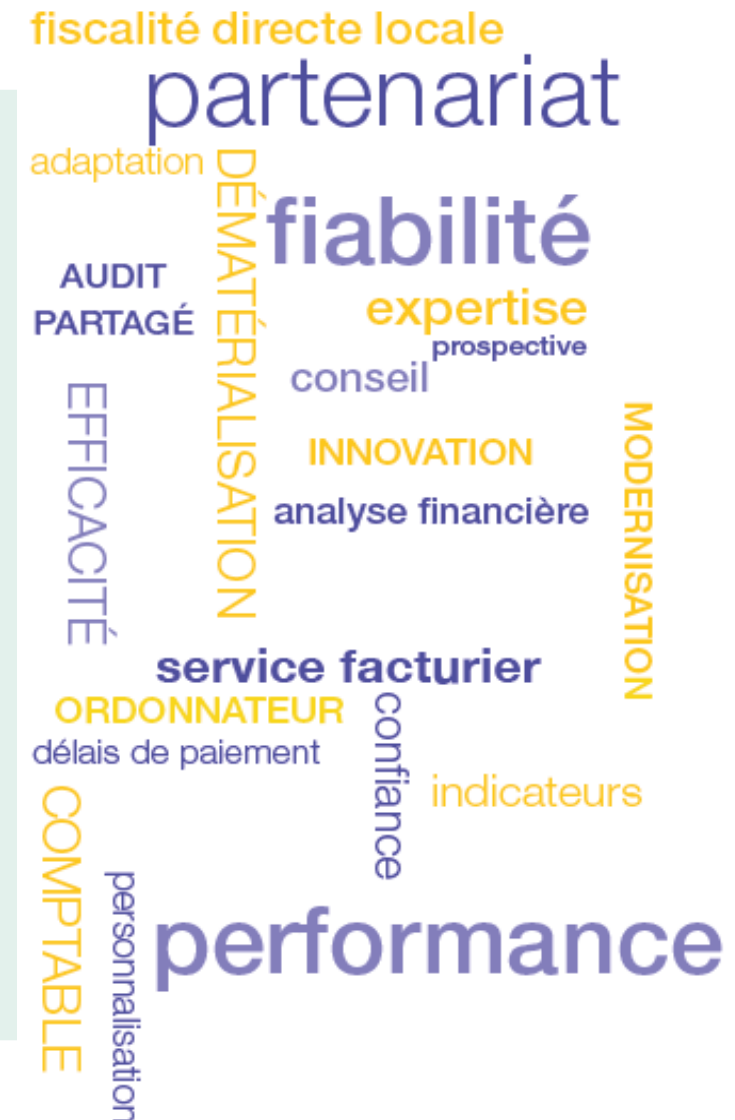 fiscalité directe locale
partenariat
adaptation
DÉMATÉRIALISATION
fiabilité
AUDIT
PARTAGÉ
expertise
prospective
conseil
EFFICACITÉ
INNOVATION
MODERNISATION
analyse financière
service facturier
ORDONNATEUR
confiance
délais de paiement
indicateurs
COMPTABLE
personnalisation
performance